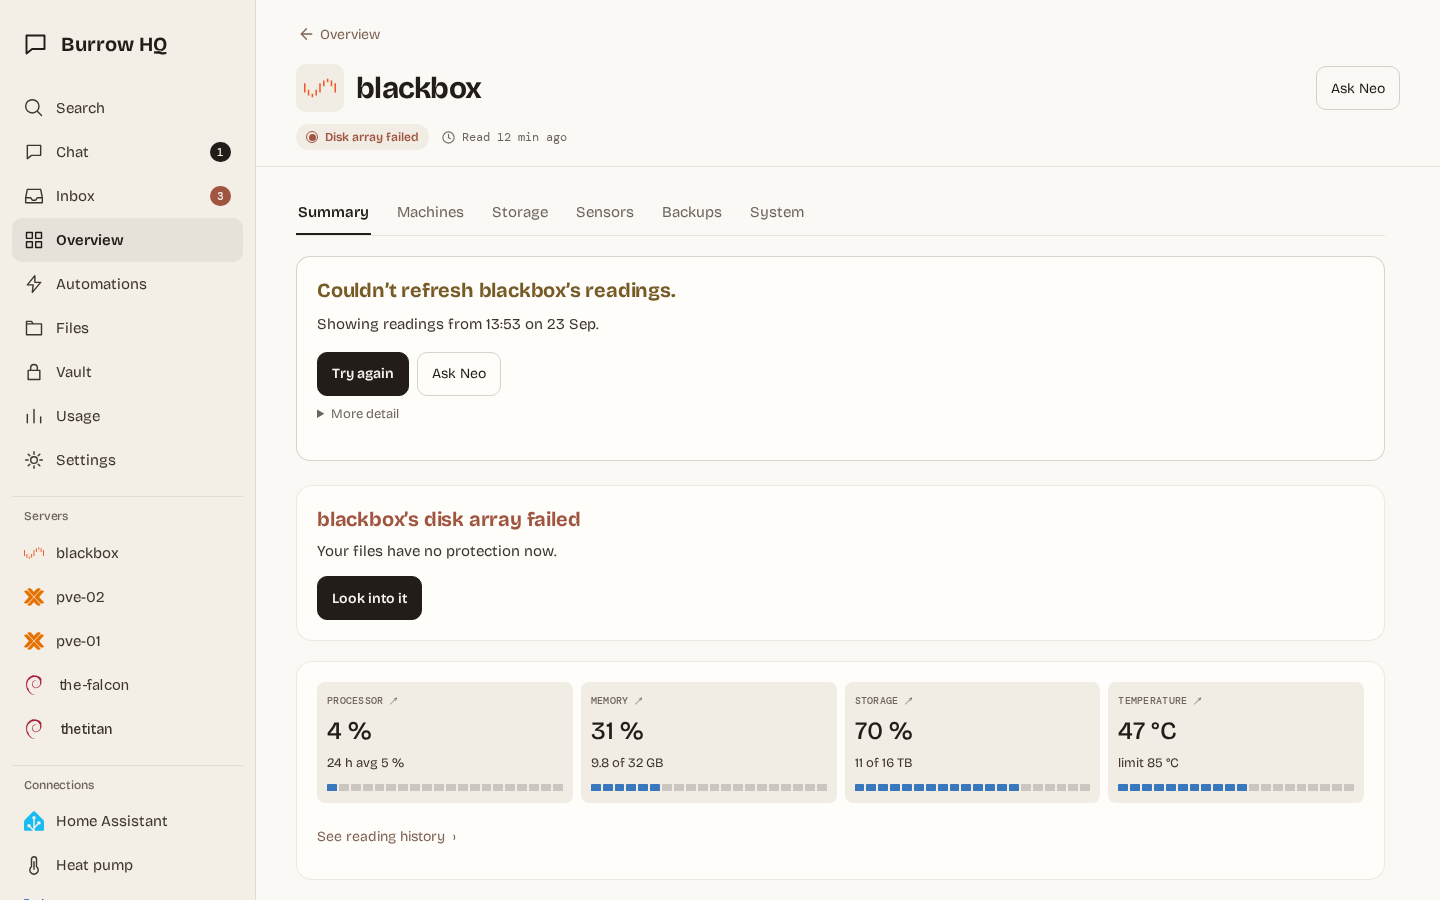 Burrow HQ
Search
Chat 1
Inbox 3
Overview
Automations
Files
Vault
Usage
Settings
Servers
blackbox
pve-02
pve-01
the-falcon
thetitan
Connections
Home Assistant
Heat pump
← Overview
blackbox
Ask Neo
Disk array failed
Read 12 min ago
Summary Machines Storage Sensors Backups System
Couldn’t refresh blackbox’s readings.
Showing readings from 13:53 on 23 Sep.
Try again Ask Neo
▶ More detail
blackbox’s disk array failed
Your files have no protection now.
Look into it
PROCESSOR ↗
4 %
24 h avg 5 %
MEMORY ↗
31 %
9.8 of 32 GB
STORAGE ↗
70 %
11 of 16 TB
TEMPERATURE ↗
47 °C
limit 85 °C
See reading history ›